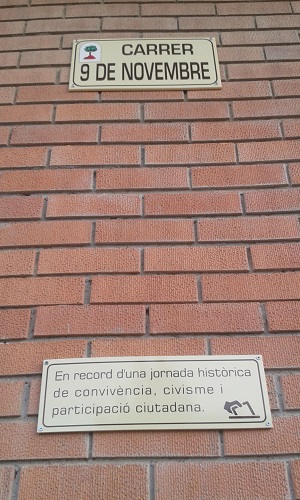 CARRER
9 DE NOVEMBRE
En record d'una jornada històrica
de convivència, civisme i
participació ciutadana.